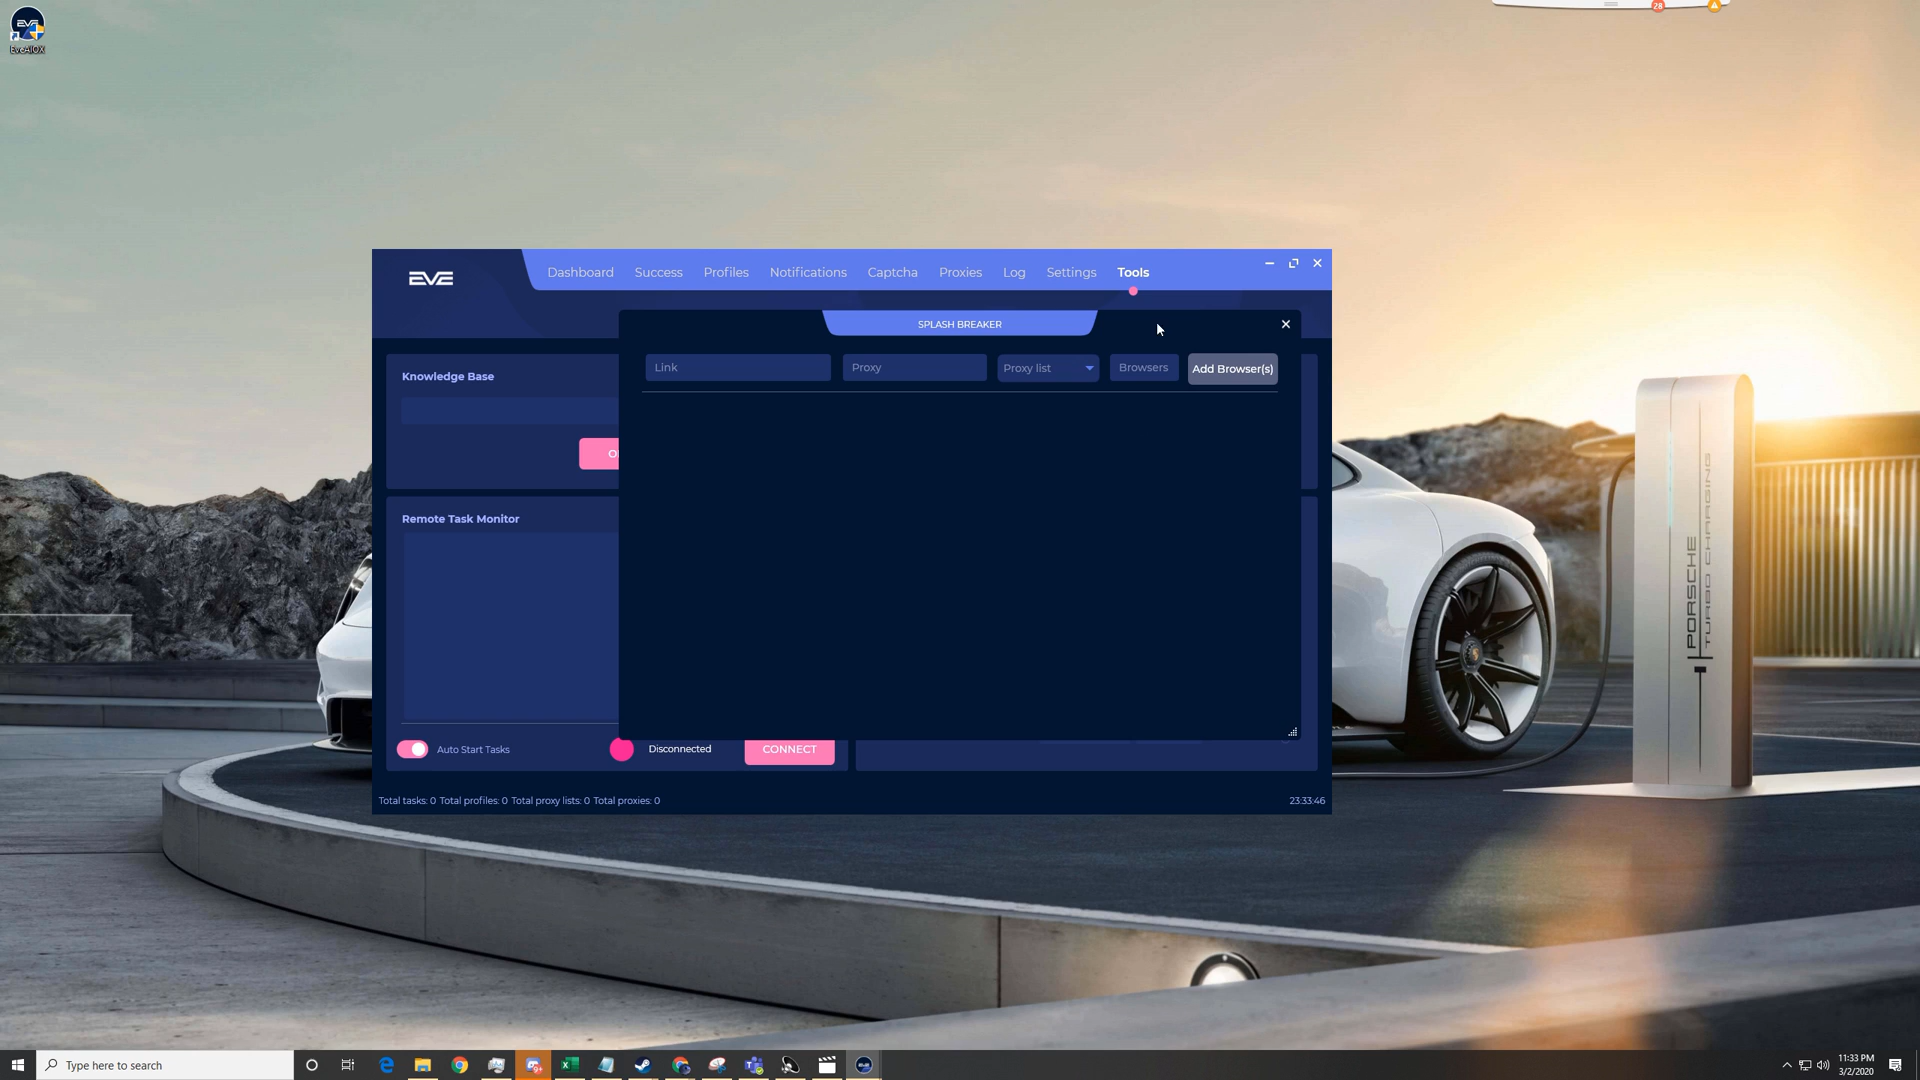 EveAIOX
28
EVE
Dashboard
Success
Profiles
Notifications
Captcha
Proxies
Log
Settings
Tools
SPLASH BREAKER
Link
Proxy
Proxy list
Browsers
Add Browser(s)
Knowledge Base
Remote Task Monitor
Auto Start Tasks
Disconnected
CONNECT
Total tasks: 0 Total profiles: 0 Total proxy lists: 0 Total proxies: 0
23:33:46
PORSCHE
TURBO CHARGING
Type here to search
11:33 PM
3/2/2020